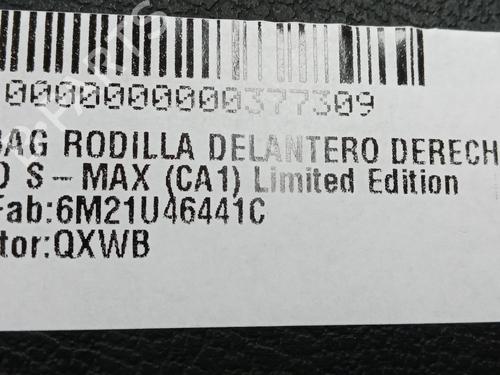 0000000000377309
BAG RODILLA DELANTERO DERECH
O S-MAX (CA1) Limited Edition
Fab:6M21U46441C
tor:QXWB